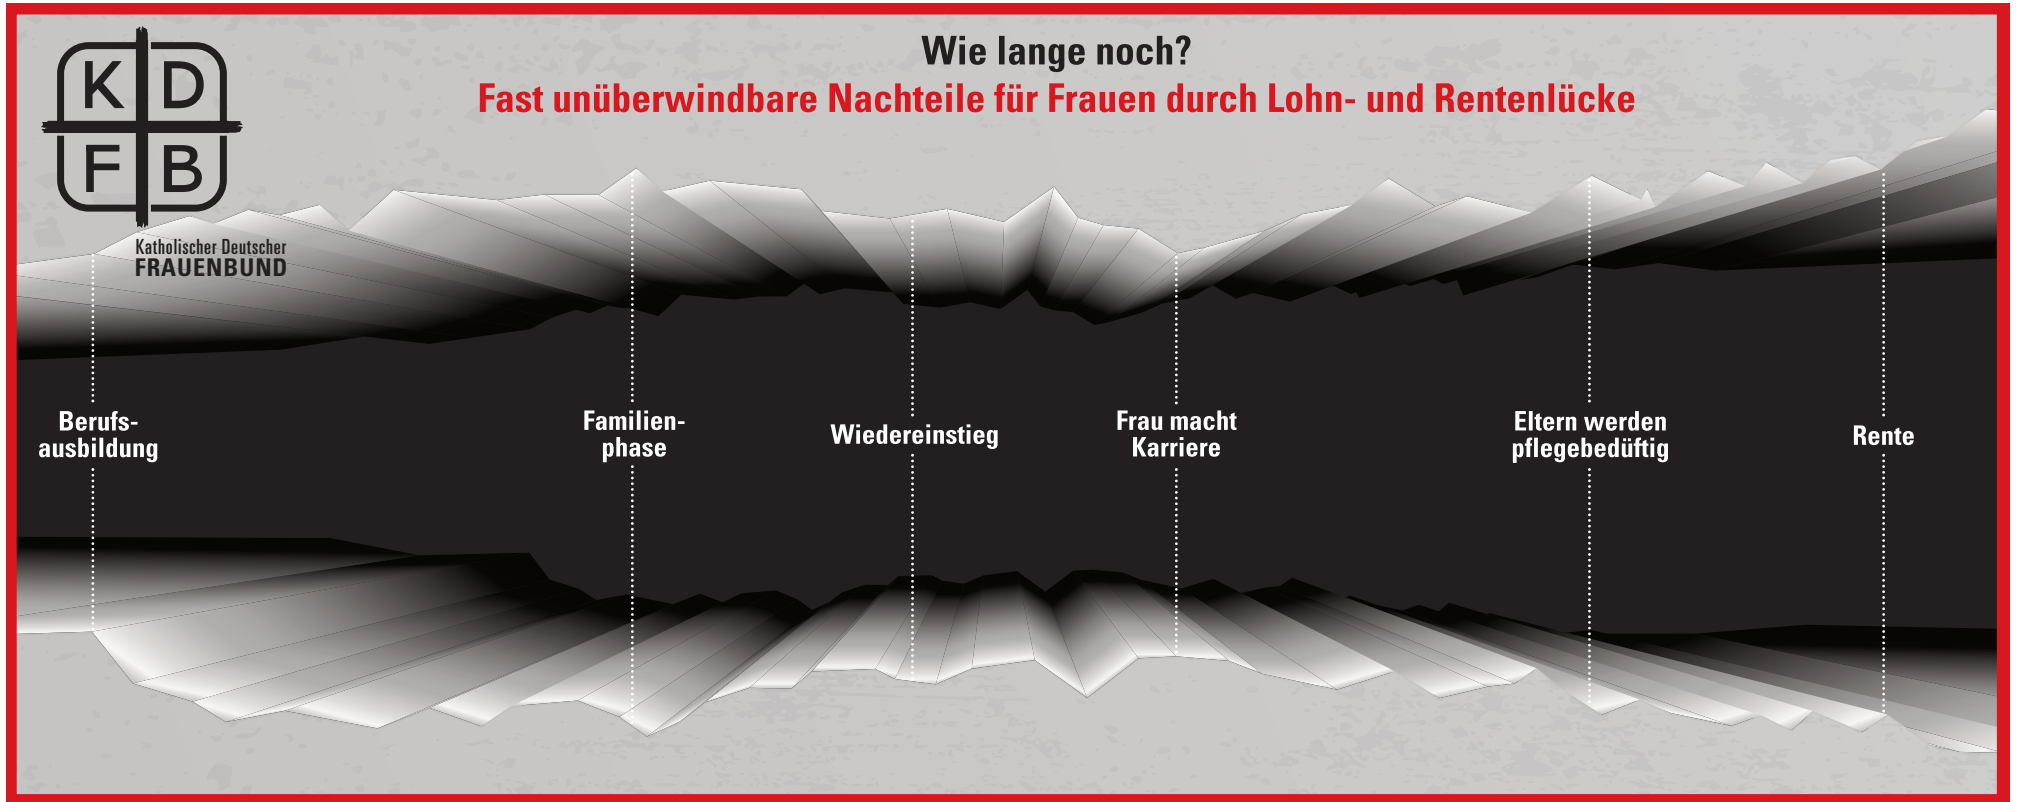 K D
F B
Katholischer Deutscher
FRAUENBUND
Wie lange noch?
Fast unüberwindbare Nachteile für Frauen durch Lohn- und Rentenlücke
Berufs-
ausbildung
Familien-
phase
Wiedereinstieg
Frau macht
Karriere
Eltern werden
pflegebedüftig
Rente